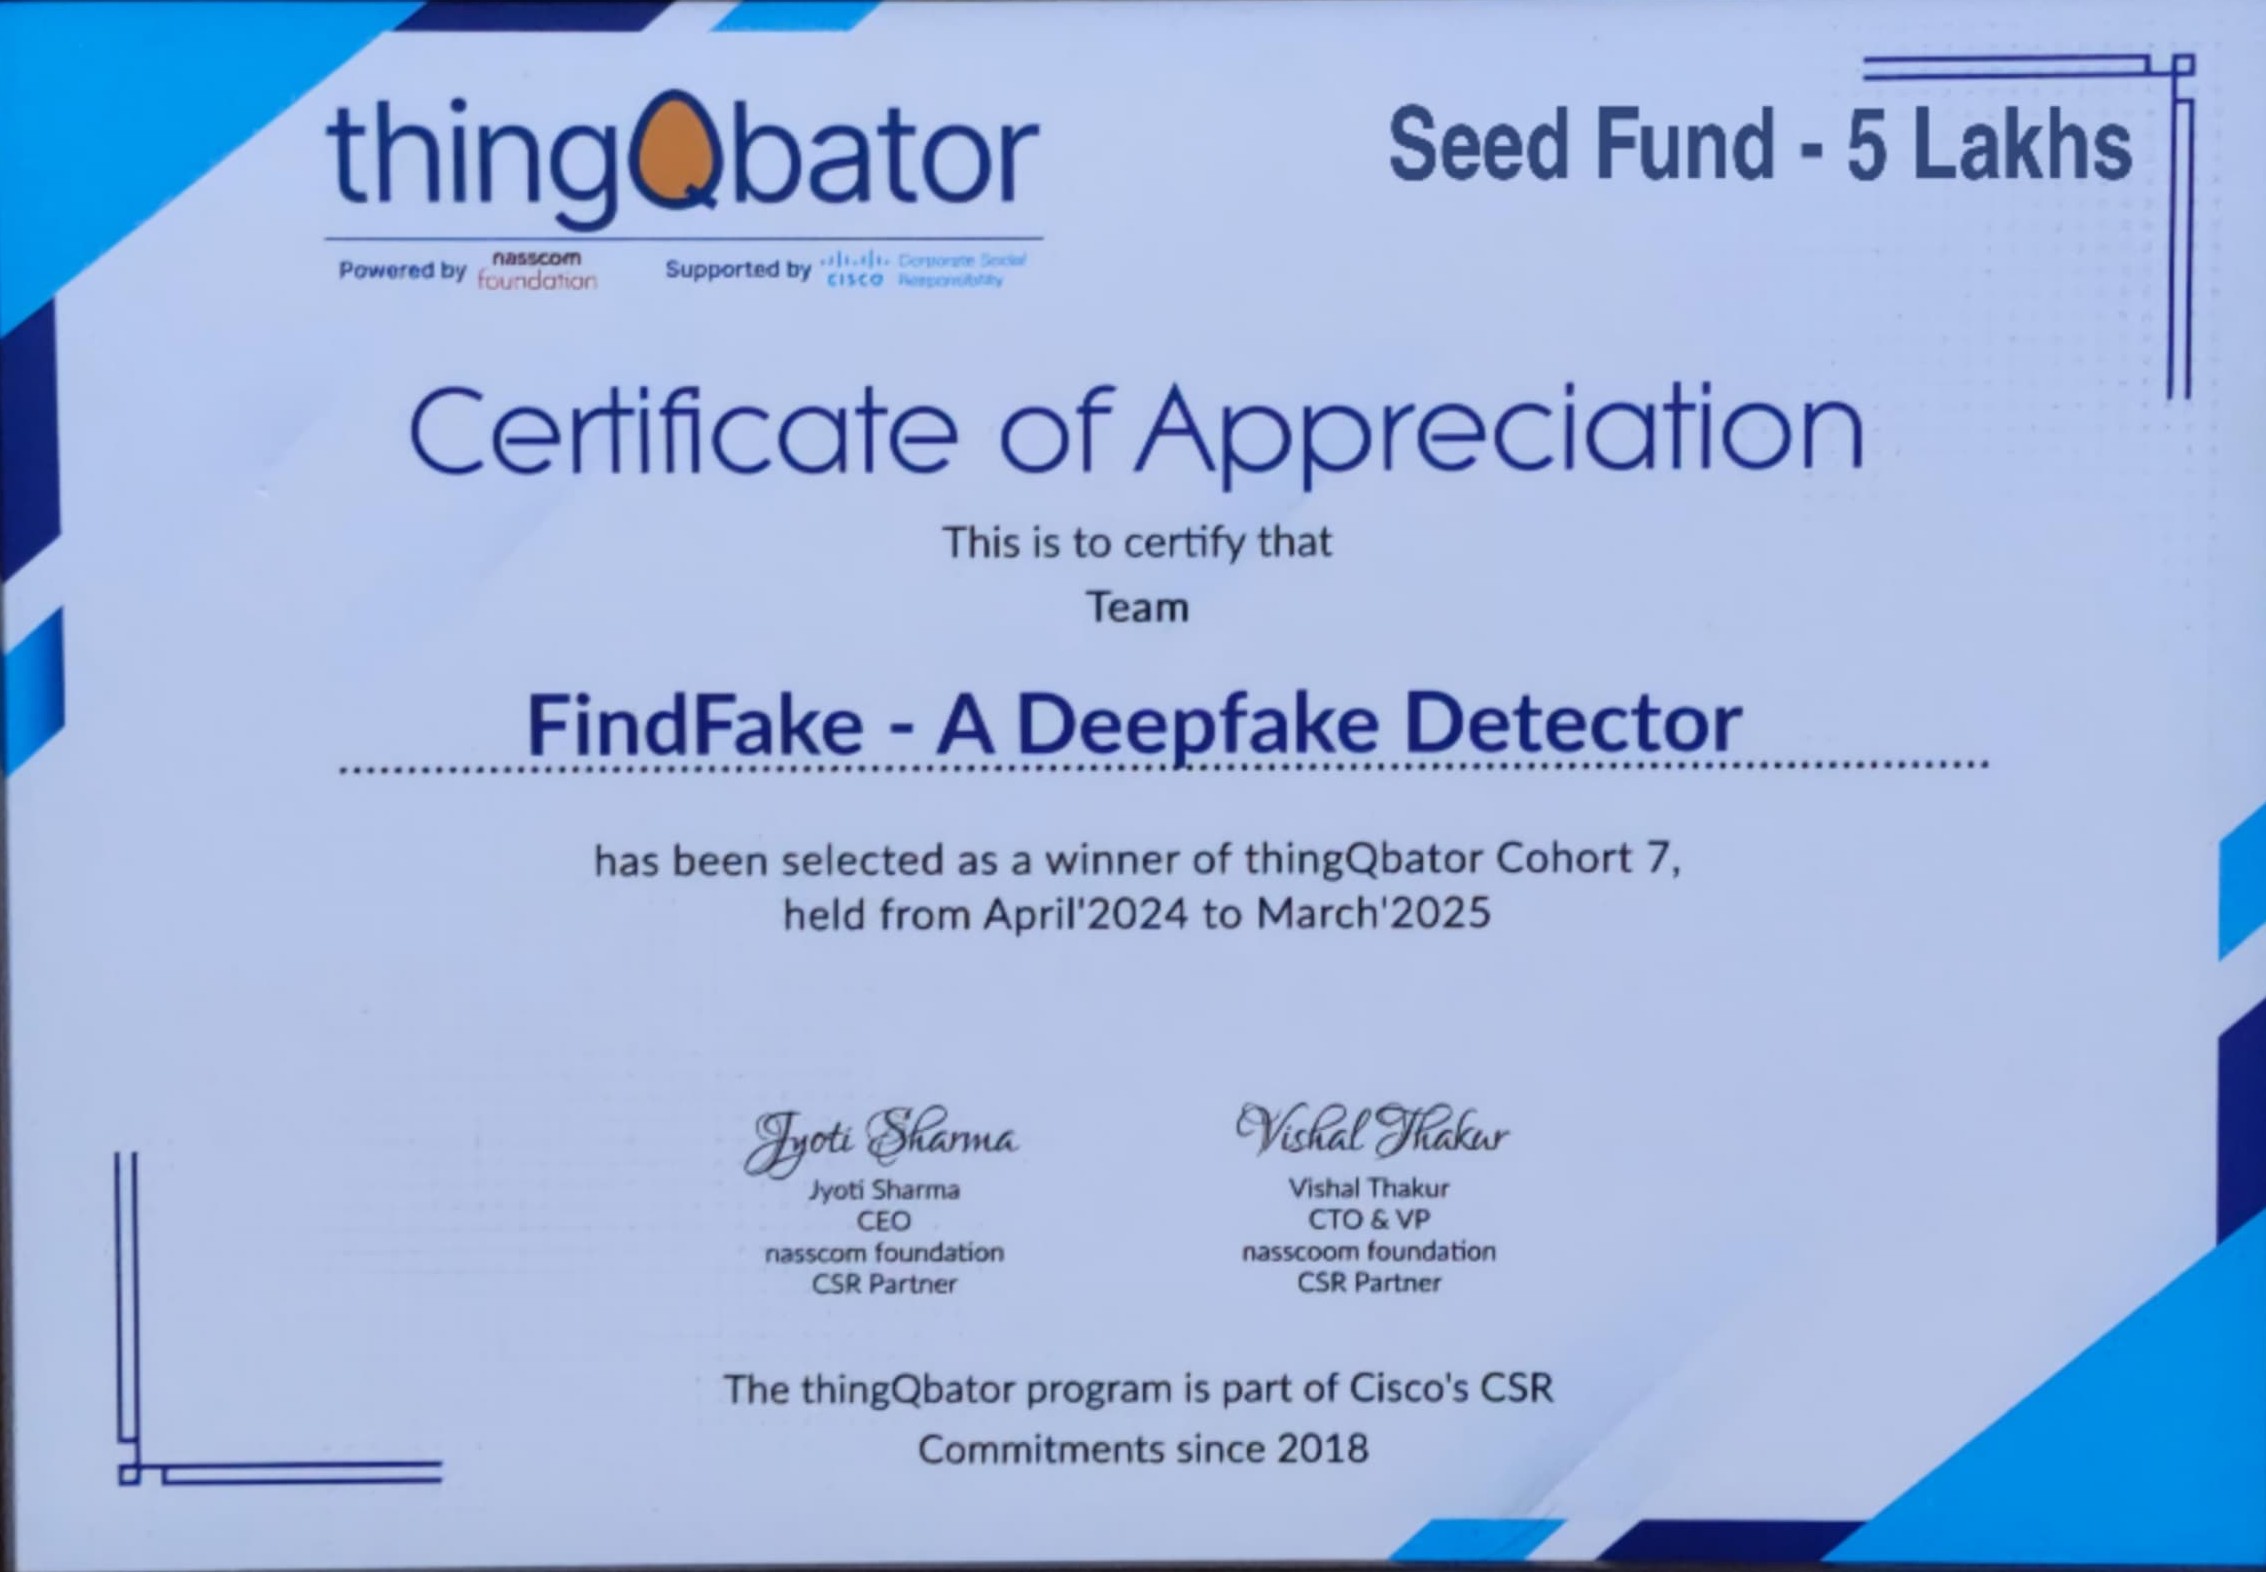 thingQbator
Seed Fund - 5 Lakhs
Powered by nasscom foundation Supported by CISCO Corporate Social Responsibility
Certificate of Appreciation
This is to certify that
Team
FindFake - A Deepfake Detector
has been selected as a winner of thingQbator Cohort 7,
held from April'2024 to March'2025
Jyoti Sharma
Jyoti Sharma
CEO
nasscom foundation
CSR Partner
Vishal Thakur
Vishal Thakur
CTO & VP
nasscoom foundation
CSR Partner
The thingQbator program is part of Cisco's CSR
Commitments since 2018